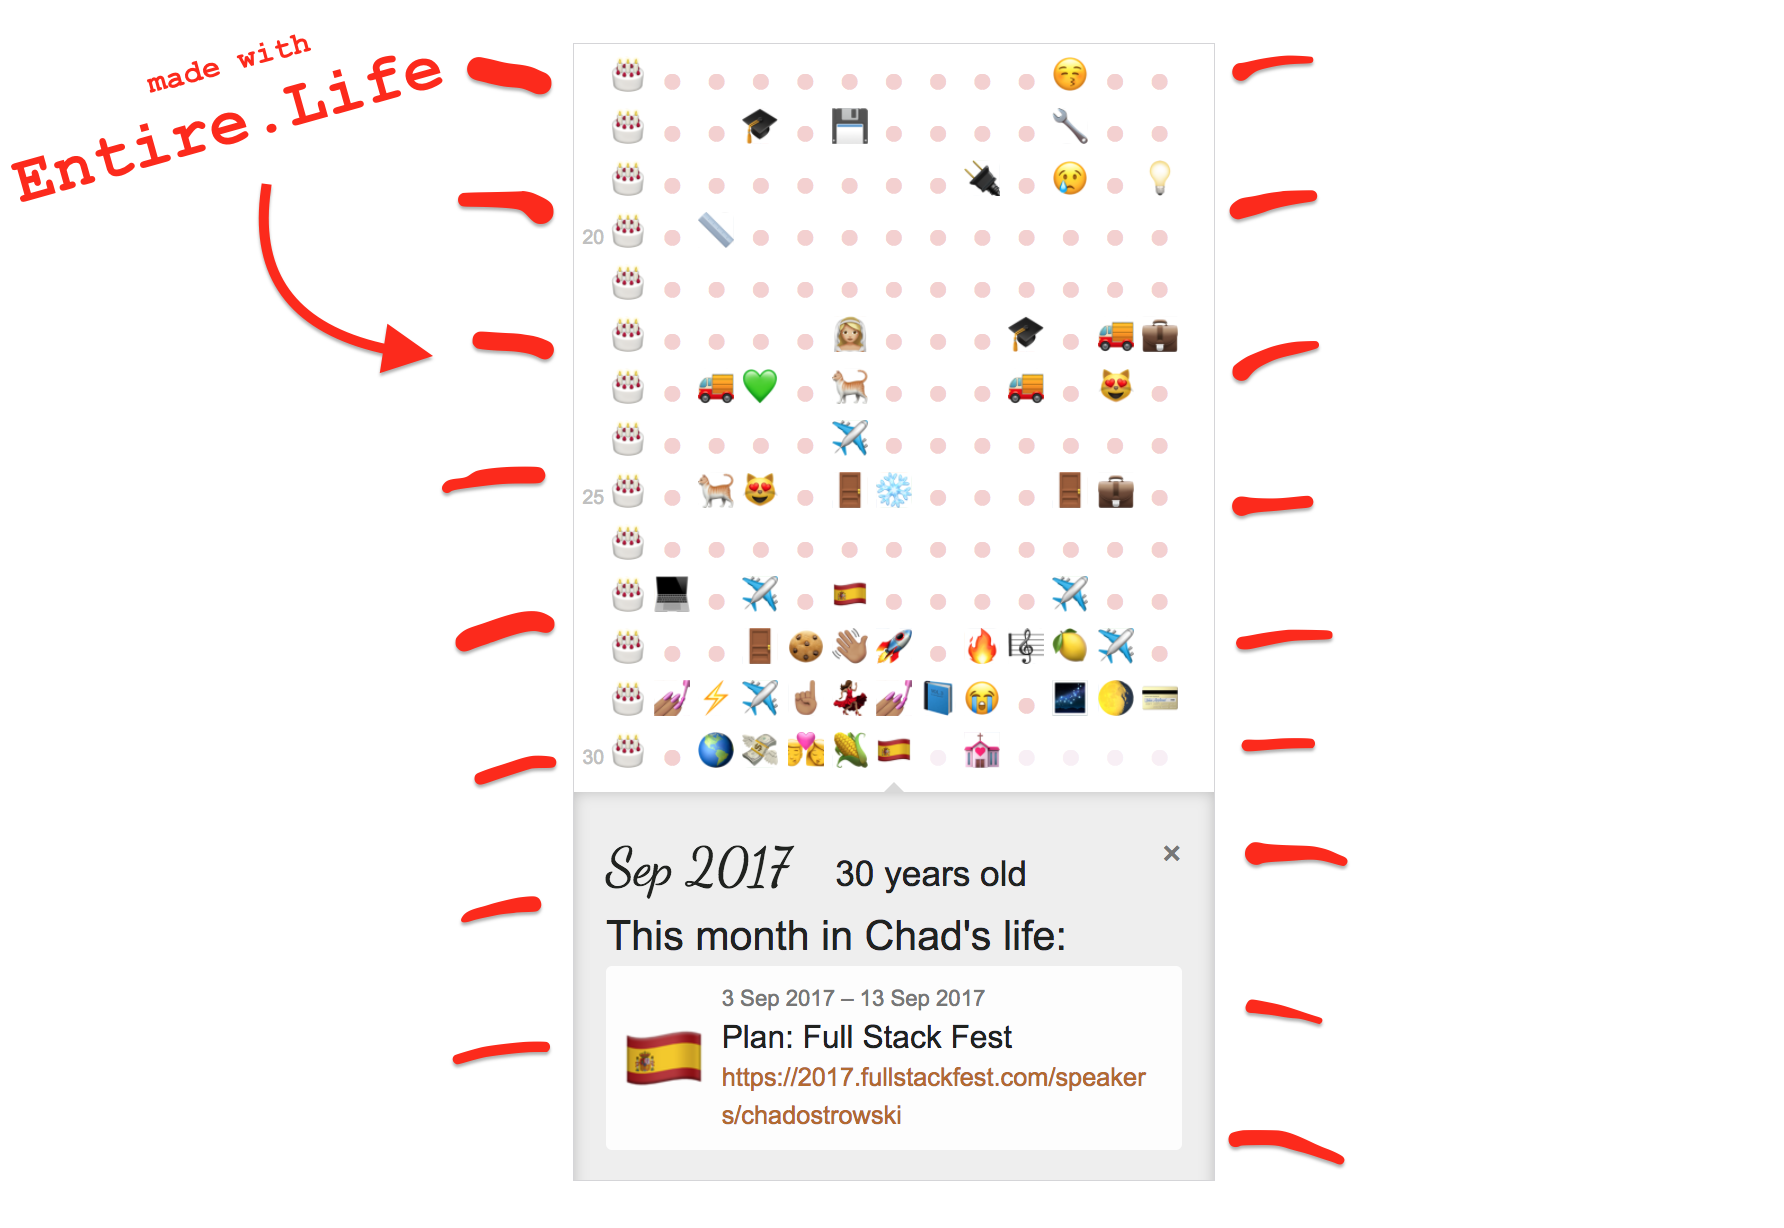 made with
Entire.Life
20
25
30
Sep 2017 30 years old ×
This month in Chad's life:
3 Sep 2017 – 13 Sep 2017
Plan: Full Stack Fest
https://2017.fullstackfest.com/speaker
s/chadostrowski